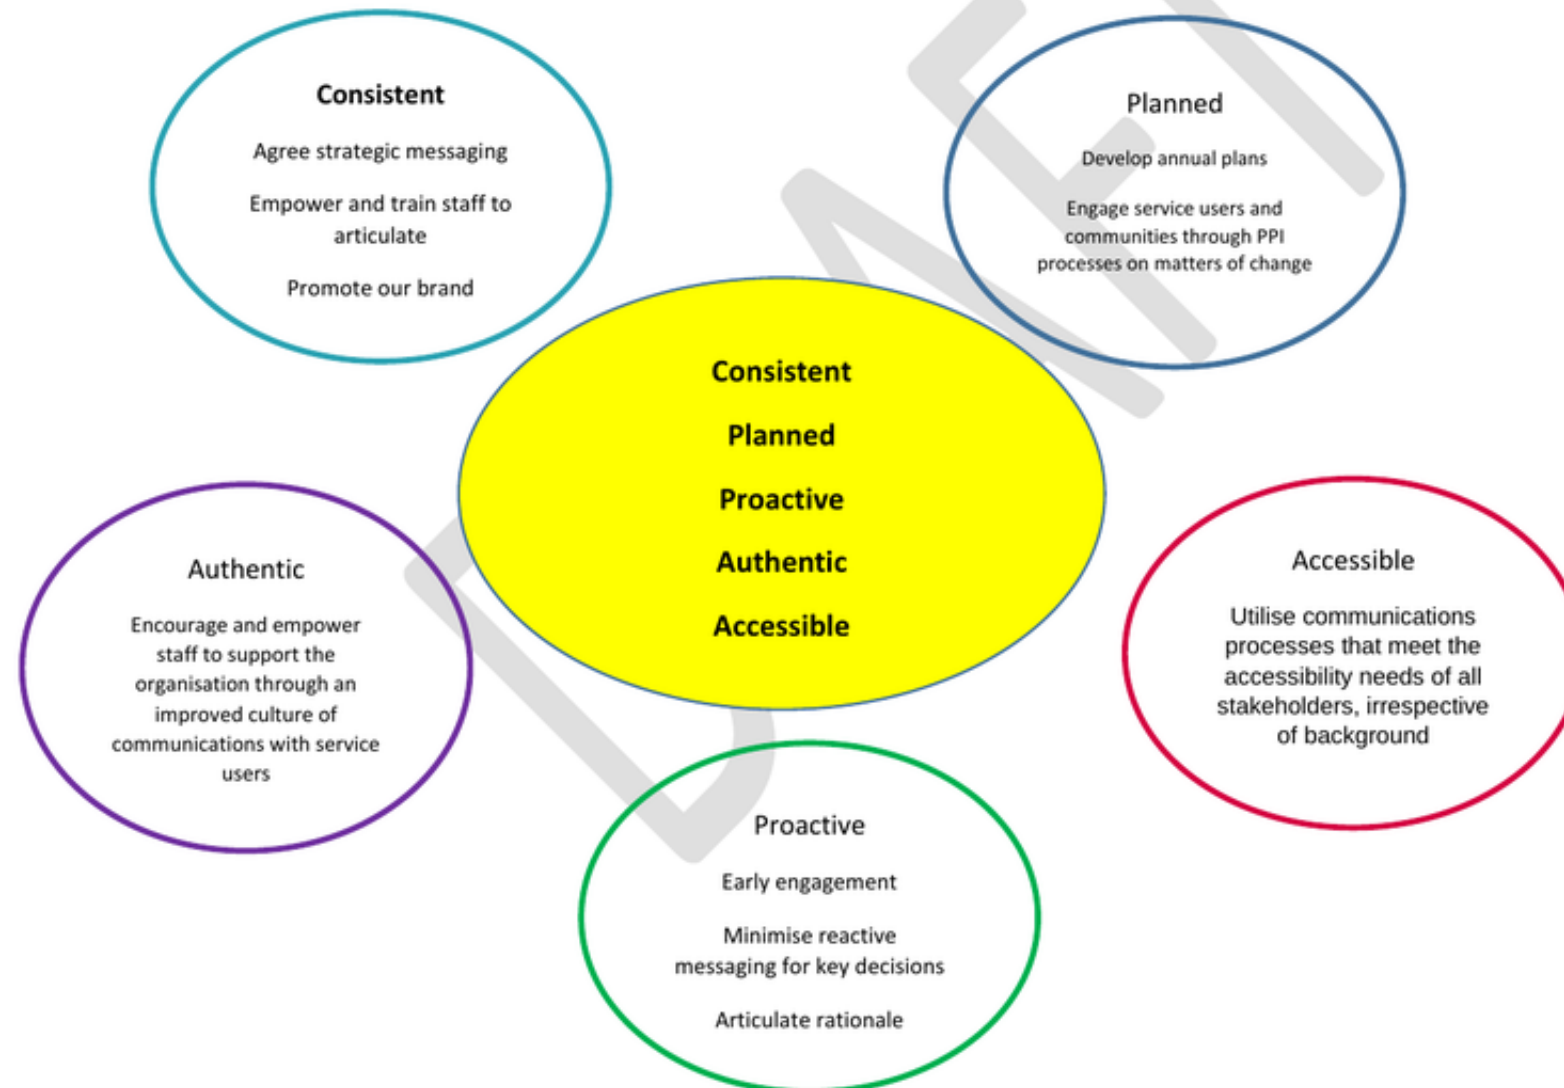 Consistent
Agree strategic messaging
Empower and train staff to
articulate
Promote our brand
Planned
Develop annual plans
Engage service users and
communities through PPI
processes on matters of change
Consistent
Planned
Proactive
Authentic
Accessible
Authentic
Encourage and empower
staff to support the
organisation through an
improved culture of
communications with service
users
Accessible
Utilise communications
processes that meet the
accessibility needs of all
stakeholders, irrespective
of background
Proactive
Early engagement
Minimise reactive
messaging for key decisions
Articulate rationale